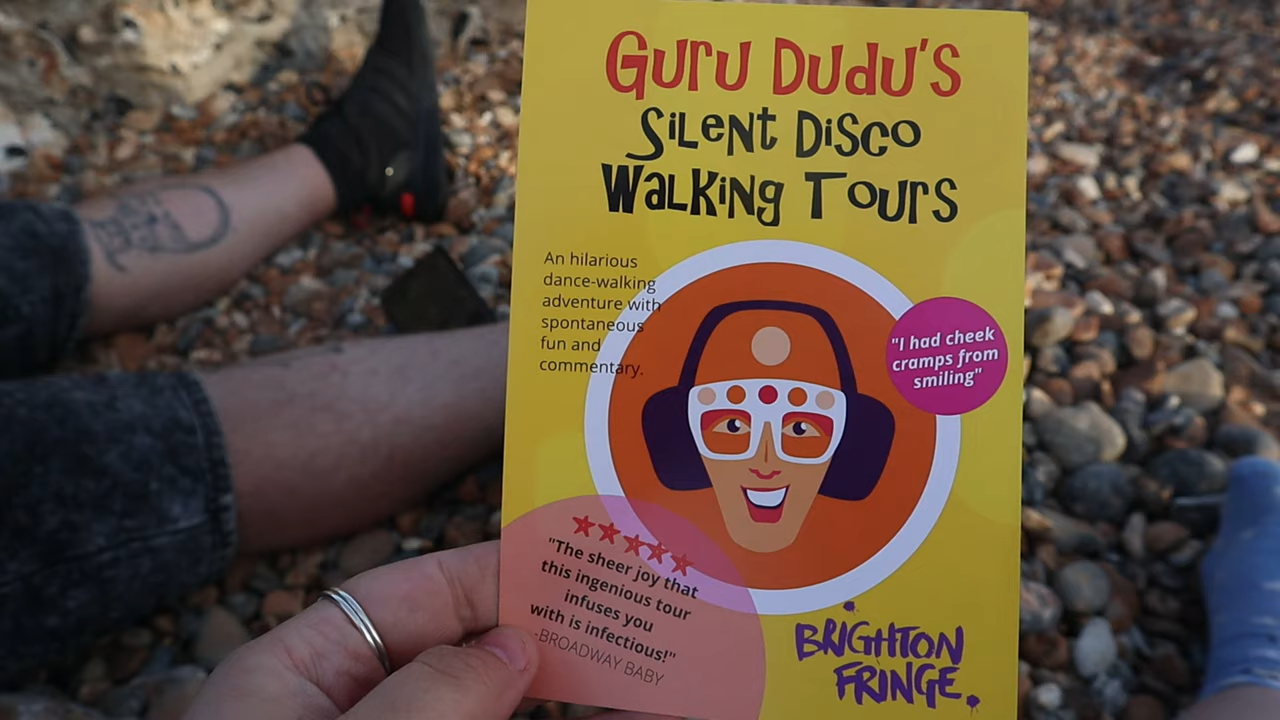 Guru Dudu's
Silent Disco
Walking Tours
An hilarious
dance-walking
adventure with
spontaneous
fun and
commentary.
"I had cheek
cramps from
smiling"
"The sheer joy that
this ingenious tour
infuses you
with is infectious!"
-BROADWAY BABY
BRIGHTON
FRINGE.